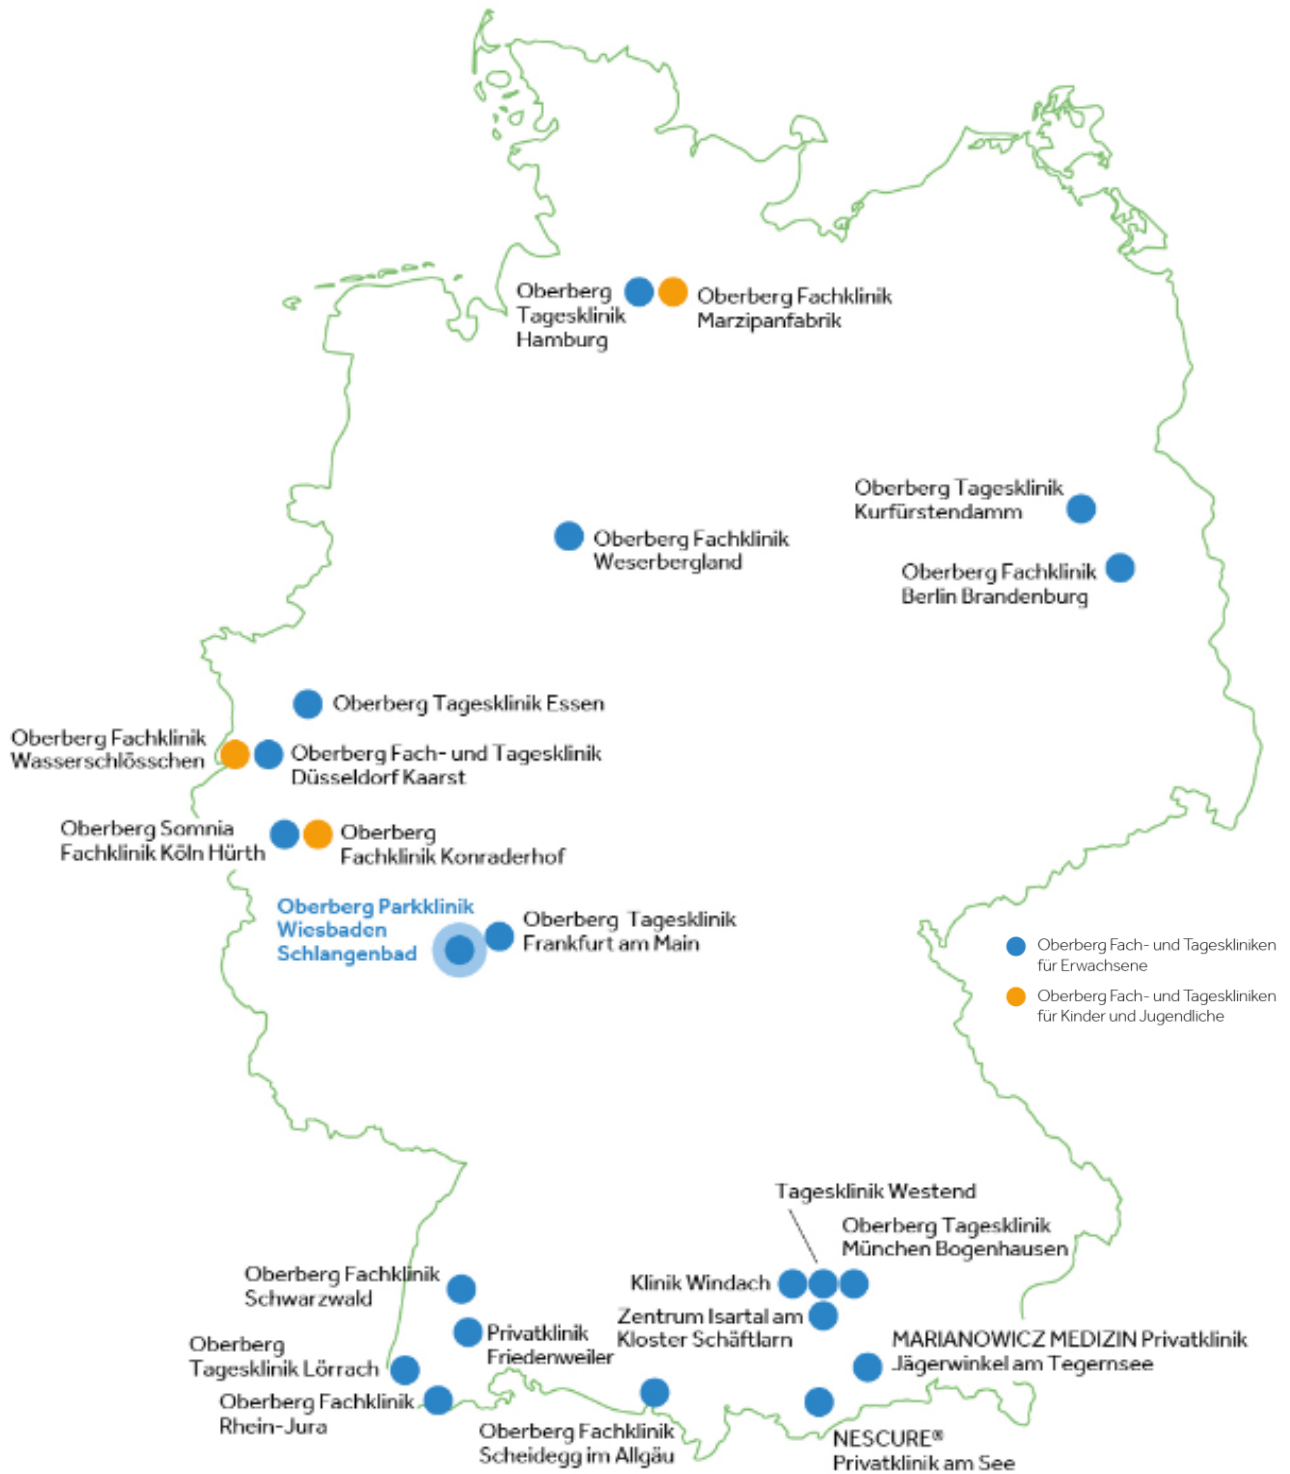 Oberberg
Tagesklinik
Hamburg
Oberberg Fachklinik
Marzipanfabrik
Oberberg Tagesklinik
Kurfürstendamm
Oberberg Fachklinik
Weserbergland
Oberberg Fachklinik
Berlin Brandenburg
Oberberg Tagesklinik Essen
Oberberg Fachklinik
Wasserschlösschen
Oberberg Fach- und Tagesklinik
Düsseldorf Kaarst
Oberberg Somnia
Fachklinik Köln Hürth
Oberberg
Fachklinik Konraderhof
Oberberg Parkklinik
Wiesbaden
Schlangenbad
Oberberg Tagesklinik
Frankfurt am Main
Oberberg Fach- und Tageskliniken
für Erwachsene
Oberberg Fach- und Tageskliniken
für Kinder und Jugendliche
Tagesklinik Westend
Oberberg Tagesklinik
München Bogenhausen
Oberberg Fachklinik
Schwarzwald
Klinik Windach
Zentrum Isartal am
Kloster Schäftlarn
Privatklinik
Friedenweiler
MARIANOWICZ MEDIZIN Privatklinik
Jägerwinkel am Tegernsee
Oberberg
Tagesklinik Lörrach
Oberberg Fachklinik
Rhein-Jura
Oberberg Fachklinik
Scheidegg im Allgäu
NESCURE®
Privatklinik am See